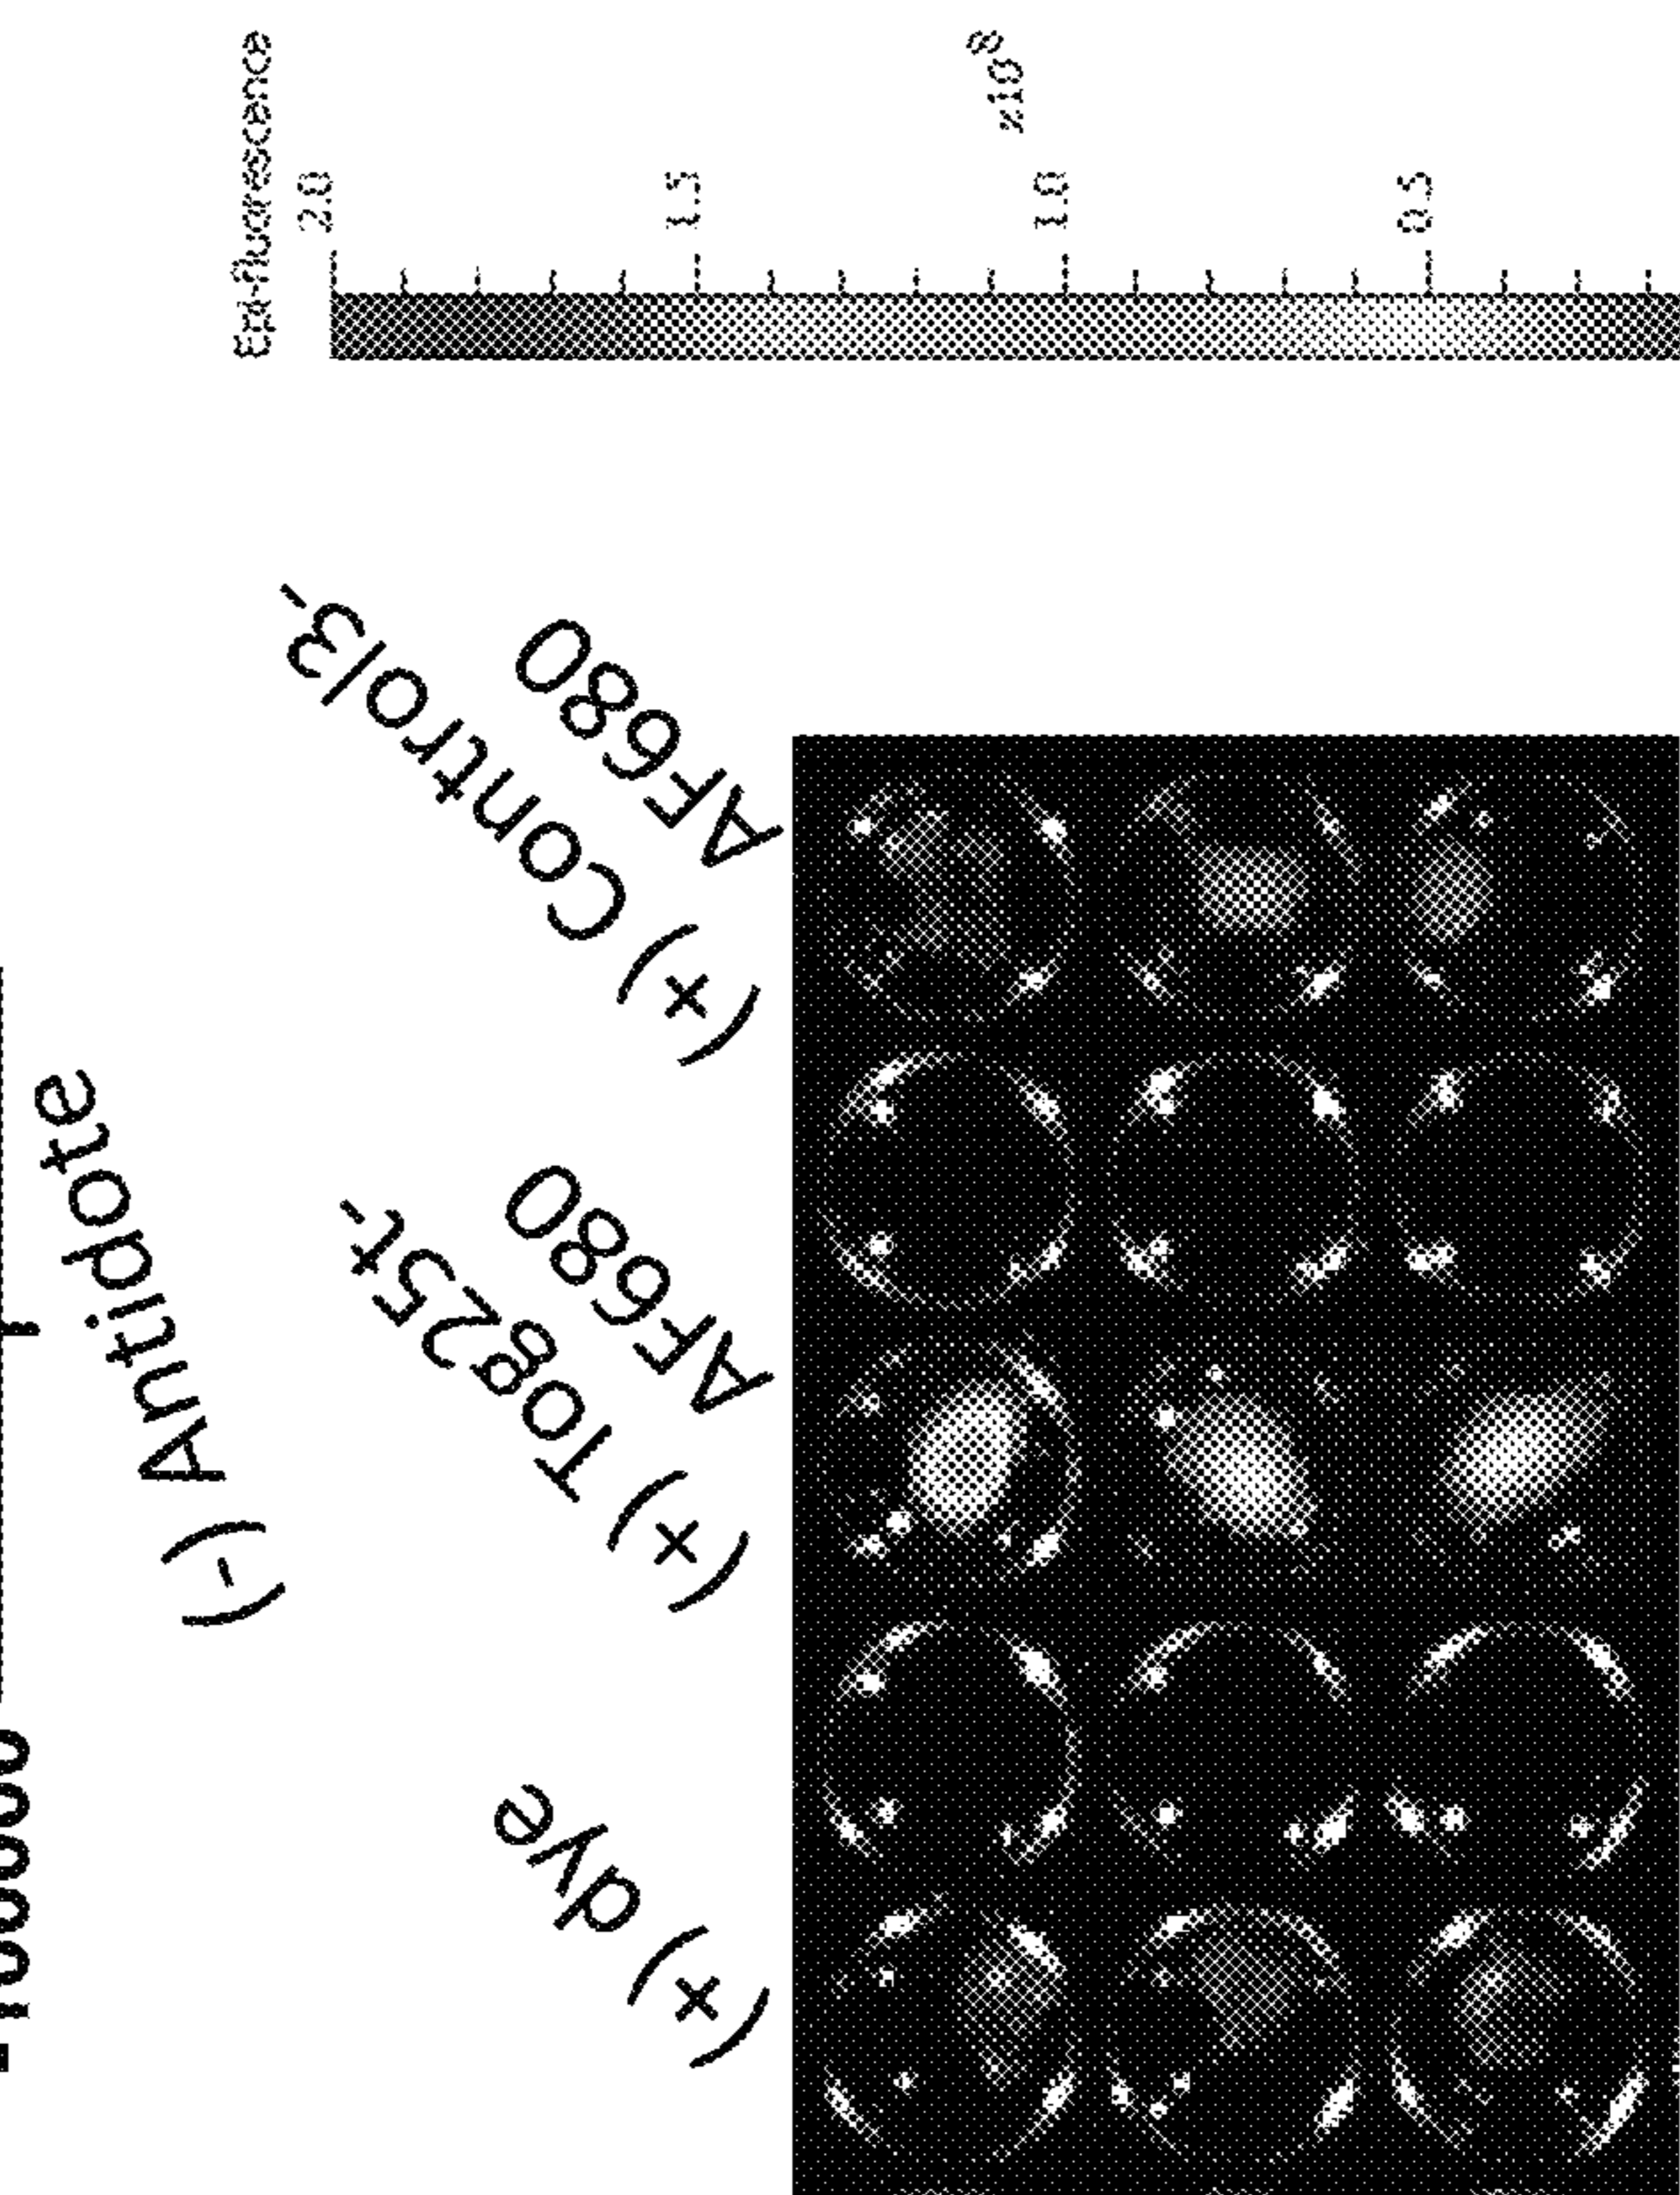 (-) Antidote
(+) dye
(+) Tog25t-
AF680
(+) Control3-
AF680
Epi-fluorescence
2.0
1.5
x10⁸
1.0
0.5